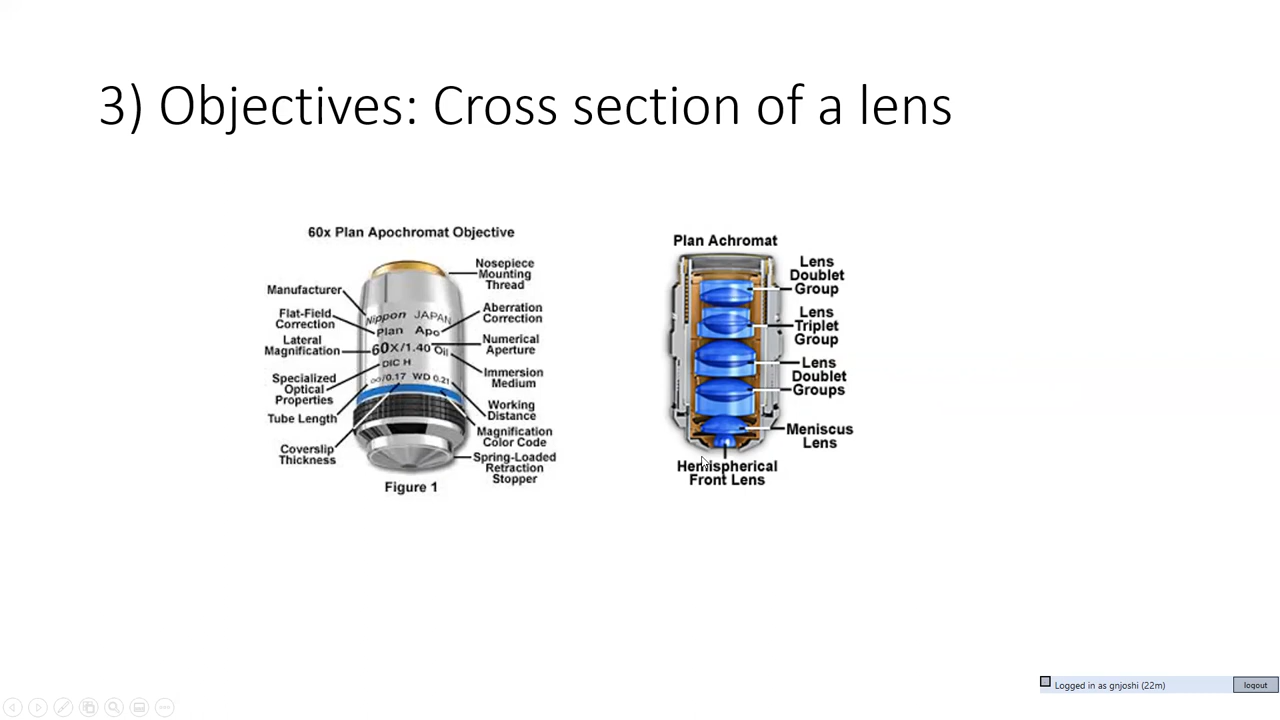 3) Objectives: Cross section of a lens
60x Plan Apochromat Objective
Manufacturer
Flat-Field
Correction
Lateral
Magnification
Specialized
Optical
Properties
Tube Length
Coverslip
Thickness
Nippon JAPAN
Plan Apo
60X/1.40 Oil
DIC H
∞/0.17 WD 0.21
Nosepiece
Mounting
Thread
Aberration
Correction
Numerical
Aperture
Immersion
Medium
Working
Distance
Magnification
Color Code
Spring-Loaded
Retraction
Stopper
Figure 1
Plan Achromat
Lens
Doublet
Group
Lens
Triplet
Group
Lens
Doublet
Groups
Meniscus
Lens
Hemispherical
Front Lens
Logged in as gnjoshi (22m)
logout